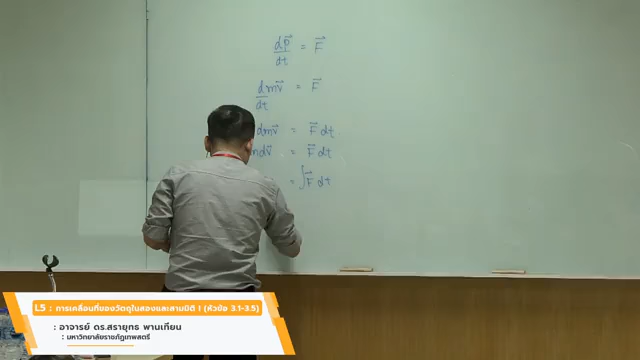 dp⃗/dt = F⃗
dmv⃗/dt = F⃗
dmv⃗ = F⃗ dt
mdv⃗ = F⃗ dt
= ∫F⃗ dt
L5 : การเคลื่อนที่ของวัตถุในสองและสามมิติ I (หัวข้อ 3.1-3.5)
: อาจารย์ ดร.สรายุทธ พานเทียน
: มหาวิทยาลัยราชภัฏเทพสตรี